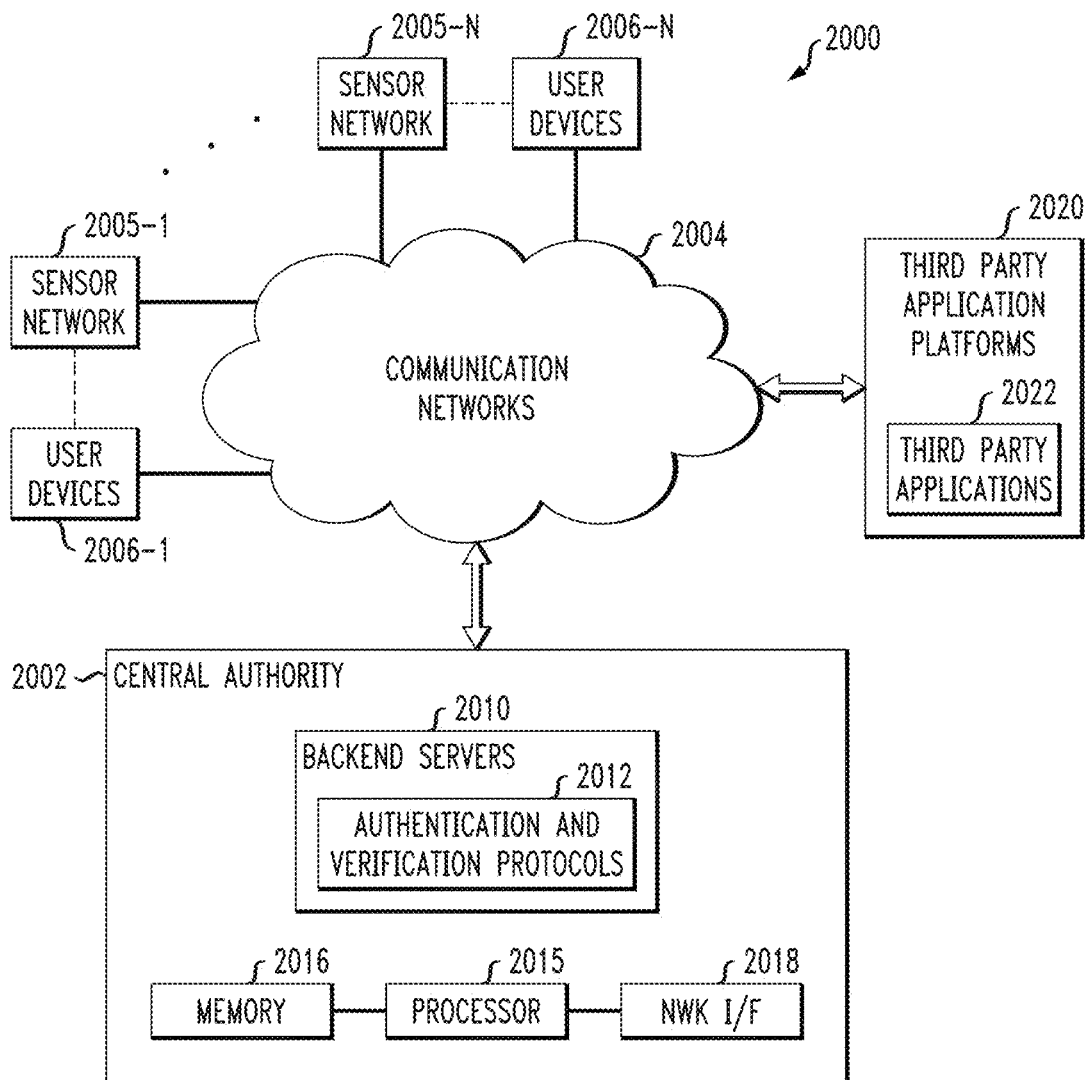 2005-N
2006-N
2000
SENSOR
NETWORK
USER
DEVICES
2005-1
SENSOR
NETWORK
2004
2020
THIRD PARTY
APPLICATION
PLATFORMS
COMMUNICATION
NETWORKS
2022
THIRD PARTY
APPLICATIONS
USER
DEVICES
2006-1
2002
CENTRAL AUTHORITY
2010
BACKEND SERVERS
2012
AUTHENTICATION AND
VERIFICATION PROTOCOLS
2016
2015
2018
MEMORY
PROCESSOR
NWK I/F